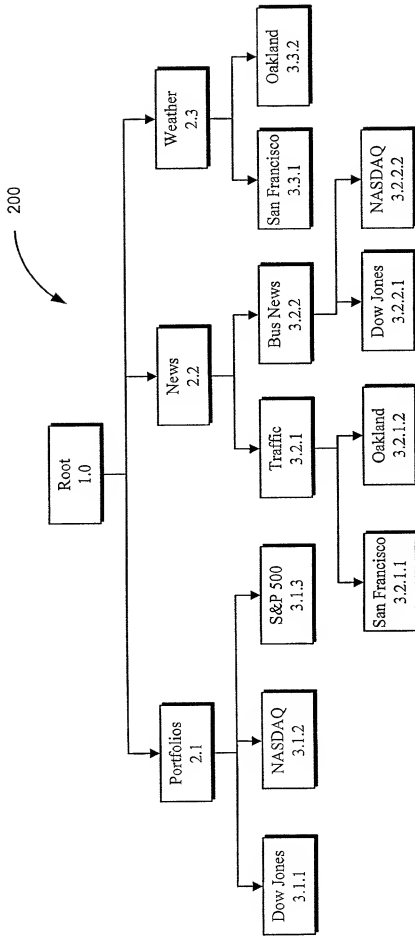 200
Root
1.0
Portfolios
2.1
News
2.2
Weather
2.3
Dow Jones
3.1.1
NASDAQ
3.1.2
S&P 500
3.1.3
Traffic
3.2.1
Bus News
3.2.2
San Francisco
3.3.1
Oakland
3.3.2
San Francisco
3.2.1.1
Oakland
3.2.1.2
Dow Jones
3.2.2.1
NASDAQ
3.2.2.2